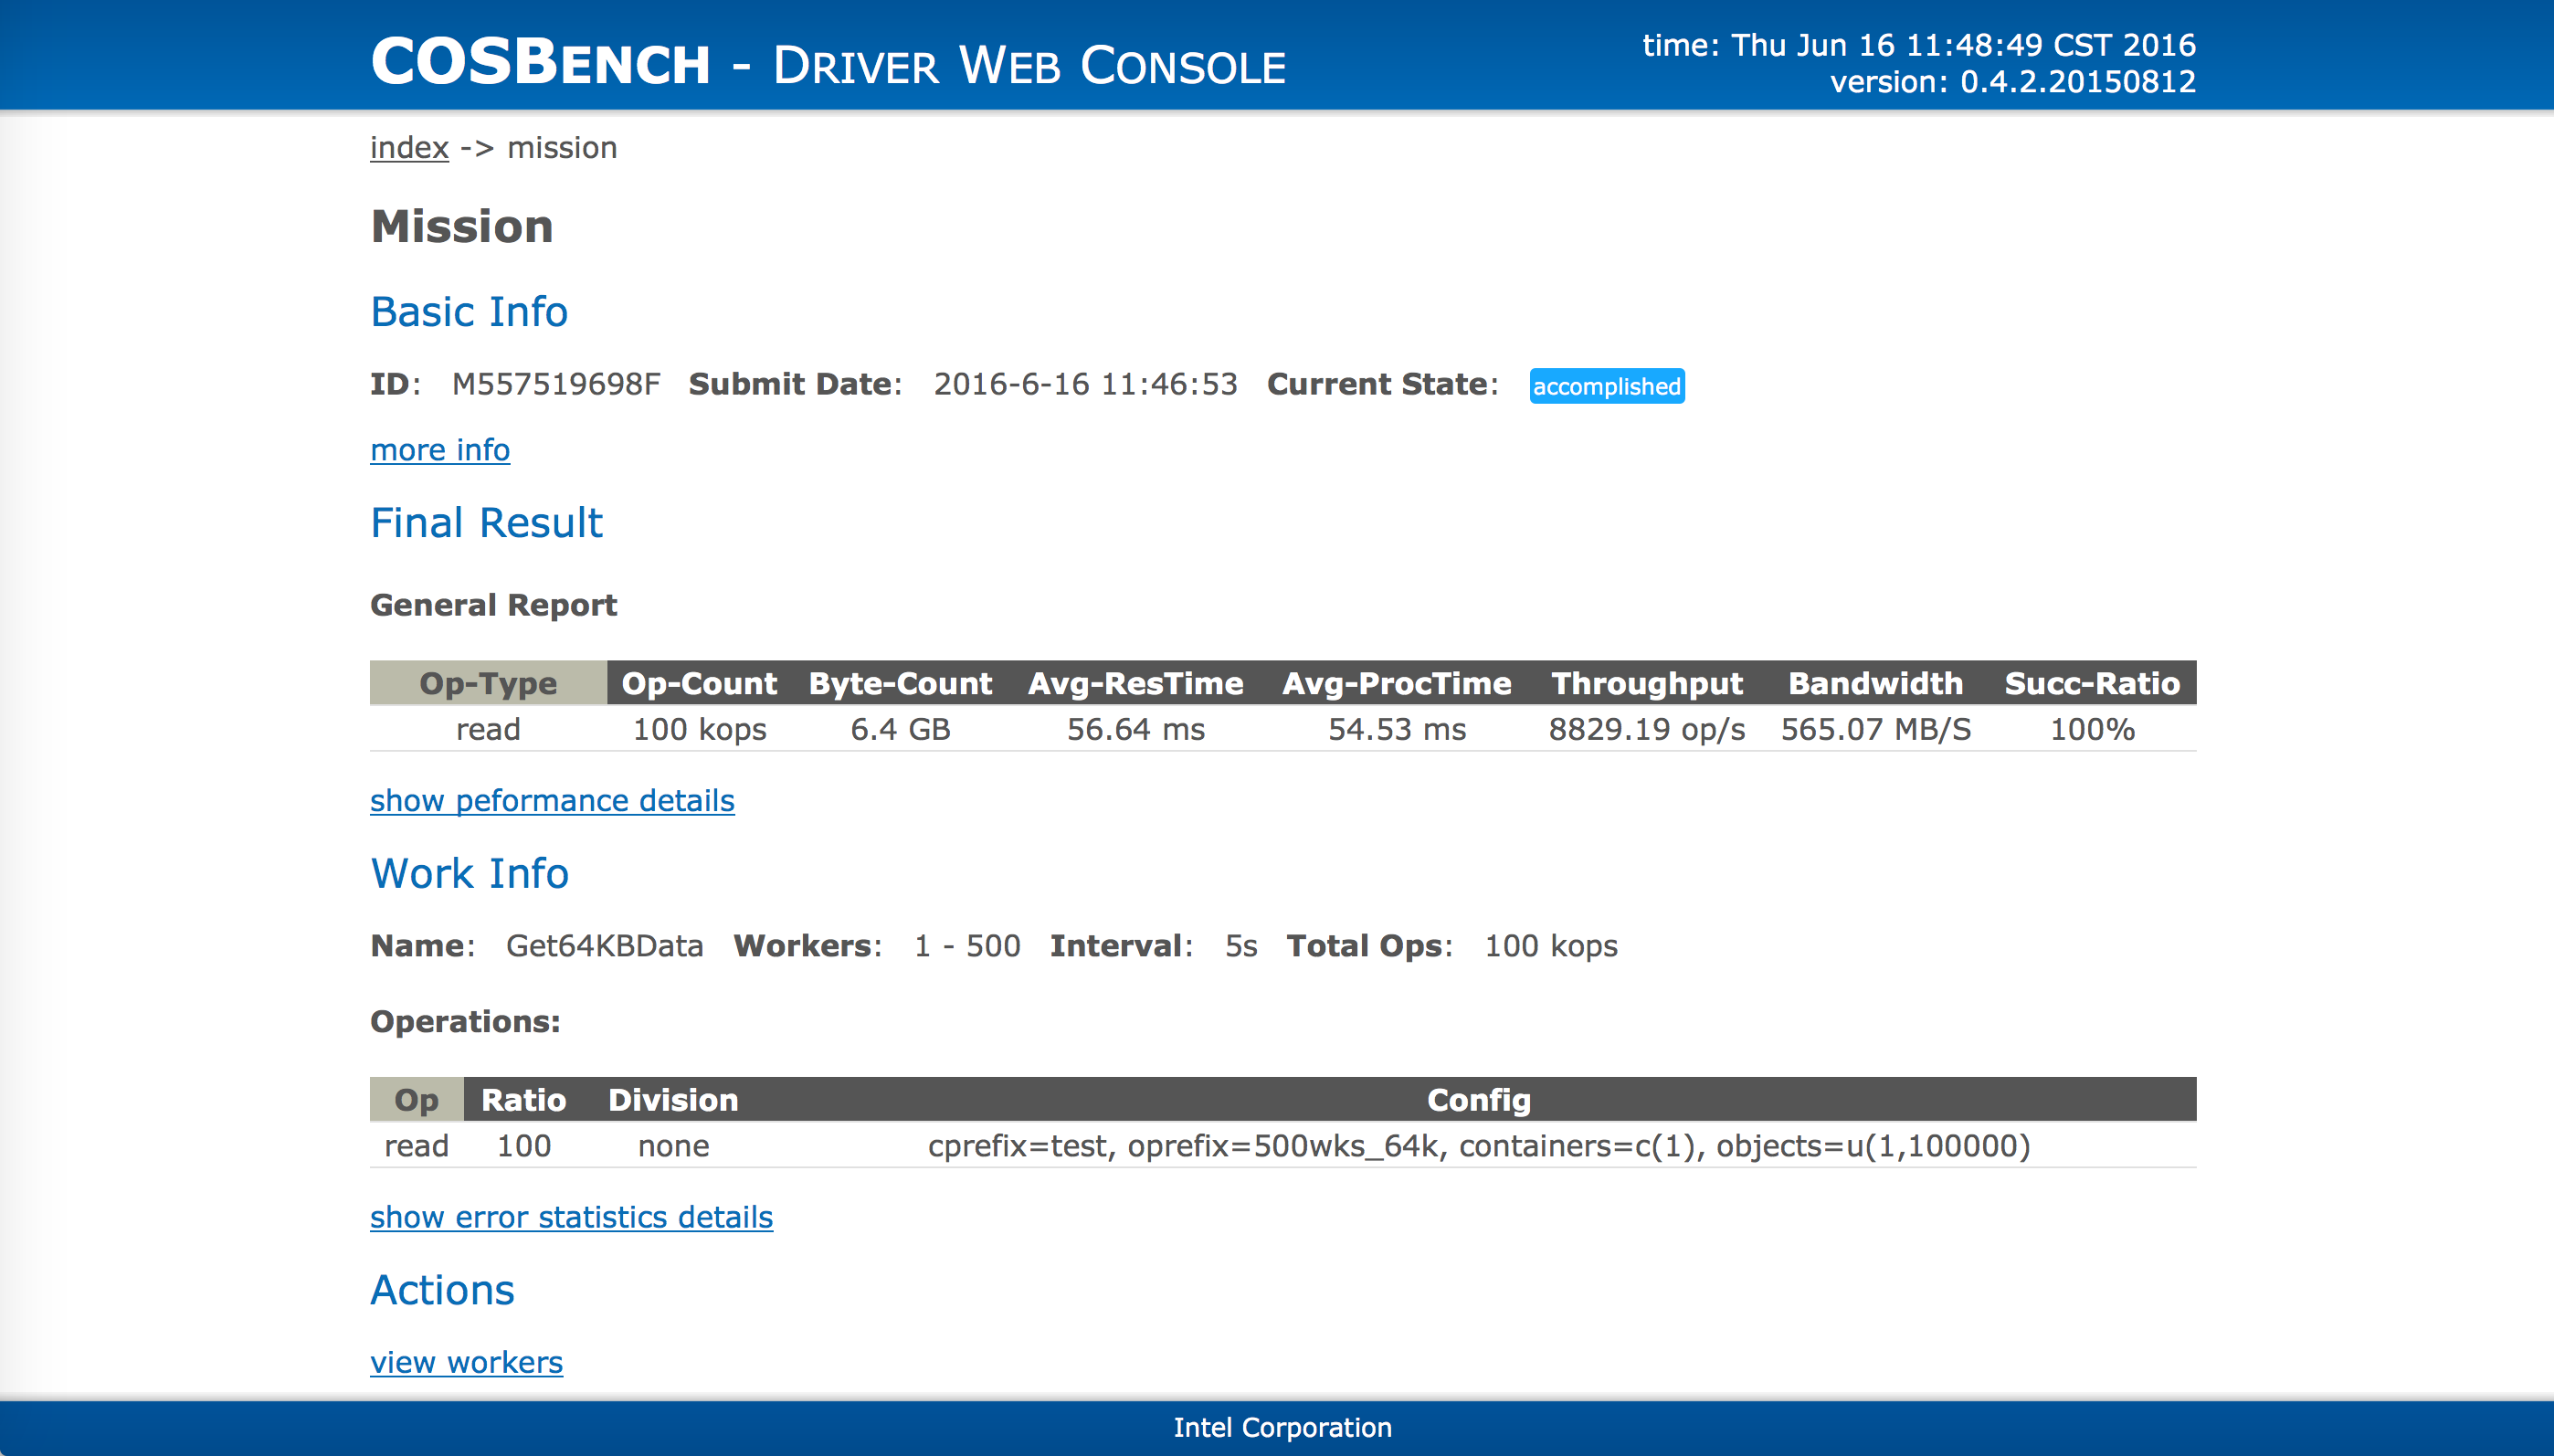 COSBENCH - DRIVER WEB CONSOLE
time: Thu Jun 16 11:48:49 CST 2016
version: 0.4.2.20150812
index -> mission
Mission
Basic Info
ID: M557519698F Submit Date: 2016-6-16 11:46:53 Current State: accomplished
more info
Final Result
General Report
Op-Type Op-Count Byte-Count Avg-ResTime Avg-ProcTime Throughput Bandwidth Succ-Ratio
read 100 kops 6.4 GB 56.64 ms 54.53 ms 8829.19 op/s 565.07 MB/S 100%
show peformance details
Work Info
Name: Get64KBData Workers: 1 - 500 Interval: 5s Total Ops: 100 kops
Operations:
Op Ratio Division Config
read 100 none cprefix=test, oprefix=500wks_64k, containers=c(1), objects=u(1,100000)
show error statistics details
Actions
view workers
Intel Corporation